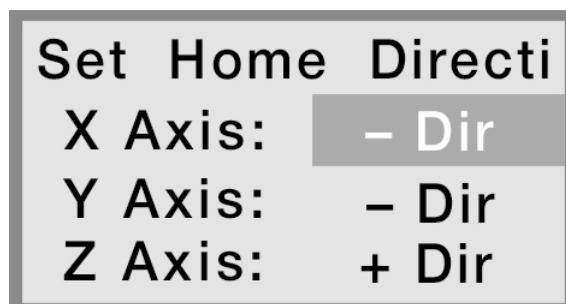 Set Home Directi
X Axis: – Dir
Y Axis: – Dir
Z Axis: + Dir